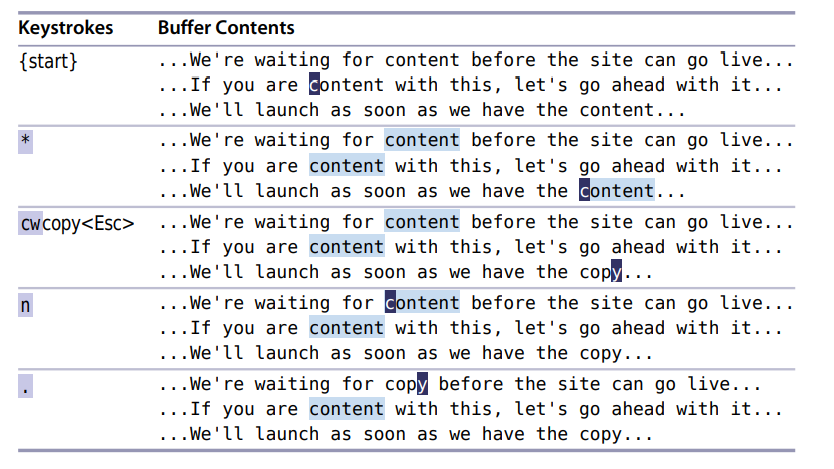 Keystrokes Buffer Contents
{start} ...We're waiting for content before the site can go live...
...If you are content with this, let's go ahead with it...
...We'll launch as soon as we have the content...
* ...We're waiting for content before the site can go live...
...If you are content with this, let's go ahead with it...
...We'll launch as soon as we have the content...
cwcopy<Esc> ...We're waiting for content before the site can go live...
...If you are content with this, let's go ahead with it...
...We'll launch as soon as we have the copy...
n ...We're waiting for content before the site can go live...
...If you are content with this, let's go ahead with it...
...We'll launch as soon as we have the copy...
. ...We're waiting for copy before the site can go live...
...If you are content with this, let's go ahead with it...
...We'll launch as soon as we have the copy...